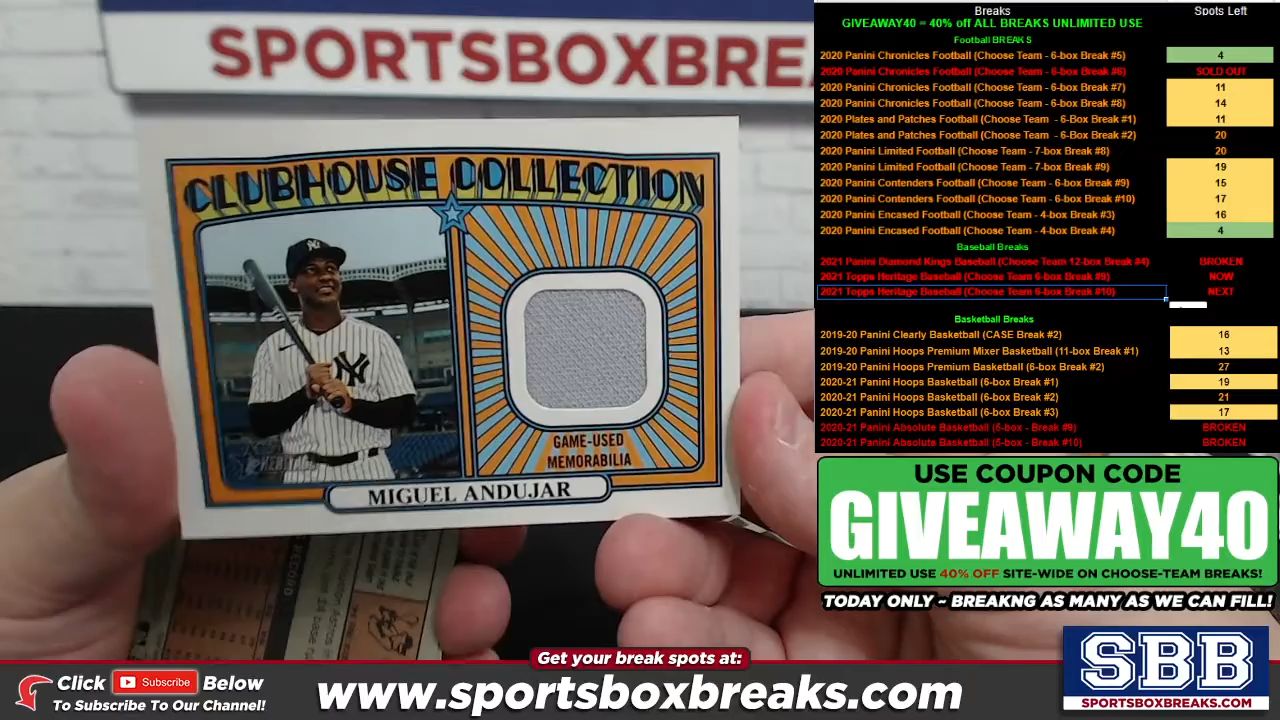 SPORTSBOXBREA
CLUBHOUSE COLLECTION
GAME-USED
MEMORABILIA
HERITAGE
MIGUEL ANDUJAR
Breaks Spots Left
GIVEAWAY40 = 40% off ALL BREAKS UNLIMITED USE
Football BREAKS
2020 Panini Chronicles Football (Choose Team - 6-box Break #5) 4
2020 Panini Chronicles Football (Choose Team - 6-box Break #6) SOLD OUT
2020 Panini Chronicles Football (Choose Team - 6-box Break #7) 11
2020 Panini Chronicles Football (Choose Team - 6-box Break #8) 14
2020 Plates and Patches Football (Choose Team - 6-Box Break #1) 11
2020 Plates and Patches Football (Choose Team - 6-Box Break #2) 20
2020 Panini Limited Football (Choose Team - 7-box Break #8) 20
2020 Panini Limited Football (Choose Team - 7-box Break #9) 19
2020 Panini Contenders Football (Choose Team - 6-box Break #9) 15
2020 Panini Contenders Football (Choose Team - 6-box Break #10) 17
2020 Panini Encased Football (Choose Team - 4-box Break #3) 16
2020 Panini Encased Football (Choose Team - 4-box Break #4) 4
Baseball Breaks
2021 Panini Diamond Kings Baseball (Choose Team 12-box Break #4) BROKEN
2021 Topps Heritage Baseball (Choose Team 6-box Break #9) NOW
2021 Topps Heritage Baseball (Choose Team 6-box Break #10) NEXT
Basketball Breaks
2019-20 Panini Clearly Basketball (CASE Break #2) 16
2019-20 Panini Hoops Premium Mixer Basketball (11-box Break #1) 13
2019-20 Panini Hoops Premium Basketball (6-box Break #2) 27
2020-21 Panini Hoops Basketball (6-box Break #1) 19
2020-21 Panini Hoops Basketball (6-box Break #2) 21
2020-21 Panini Hoops Basketball (6-box Break #3) 17
2020-21 Panini Absolute Basketball (5-box - Break #9) BROKEN
2020-21 Panini Absolute Basketball (5-box - Break #10) BROKEN
USE COUPON CODE
GIVEAWAY40
UNLIMITED USE 40% OFF SITE-WIDE ON CHOOSE-TEAM BREAKS!
TODAY ONLY ~ BREAKNG AS MANY AS WE CAN FILL!
Get your break spots at:
Click Subscribe Below
To Subscribe To Our Channel!
www.sportsboxbreaks.com
SBB
SPORTSBOXBREAKS.COM